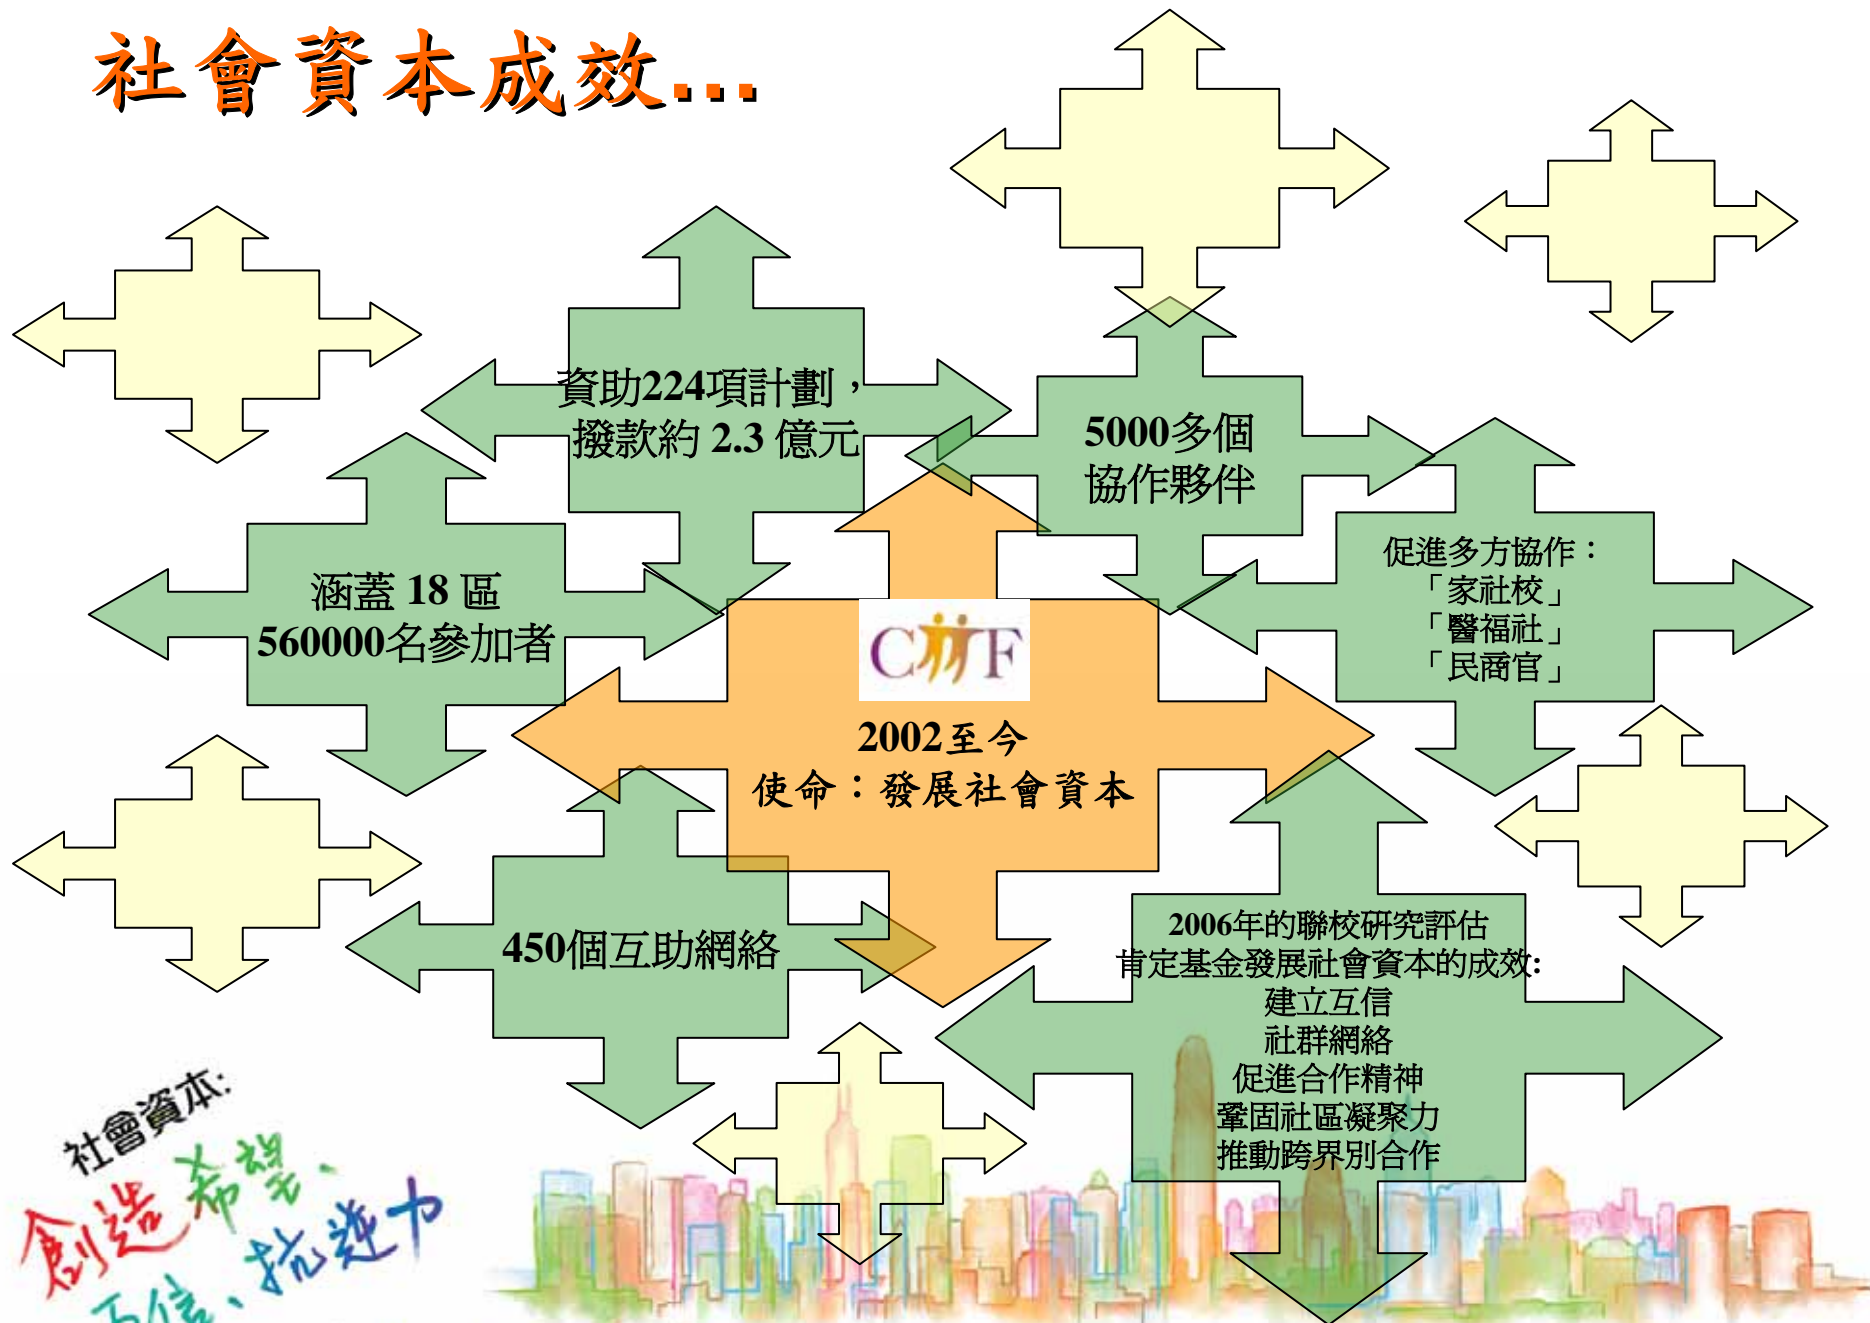 社會資本成效...
資助224項計劃，
撥款約 2.3 億元
5000多個
協作夥伴
涵蓋 18 區
560000名參加者
促進多方協作：
「家社校」
「醫福社」
「民商官」
CIIF
2002至今
使命：發展社會資本
450個互助網絡
2006年的聯校研究評估
肯定基金發展社會資本的成效:
建立互信
社群網絡
促進合作精神
鞏固社區凝聚力
推動跨界別合作
社會資本:
創造希望、
互信、抗逆力